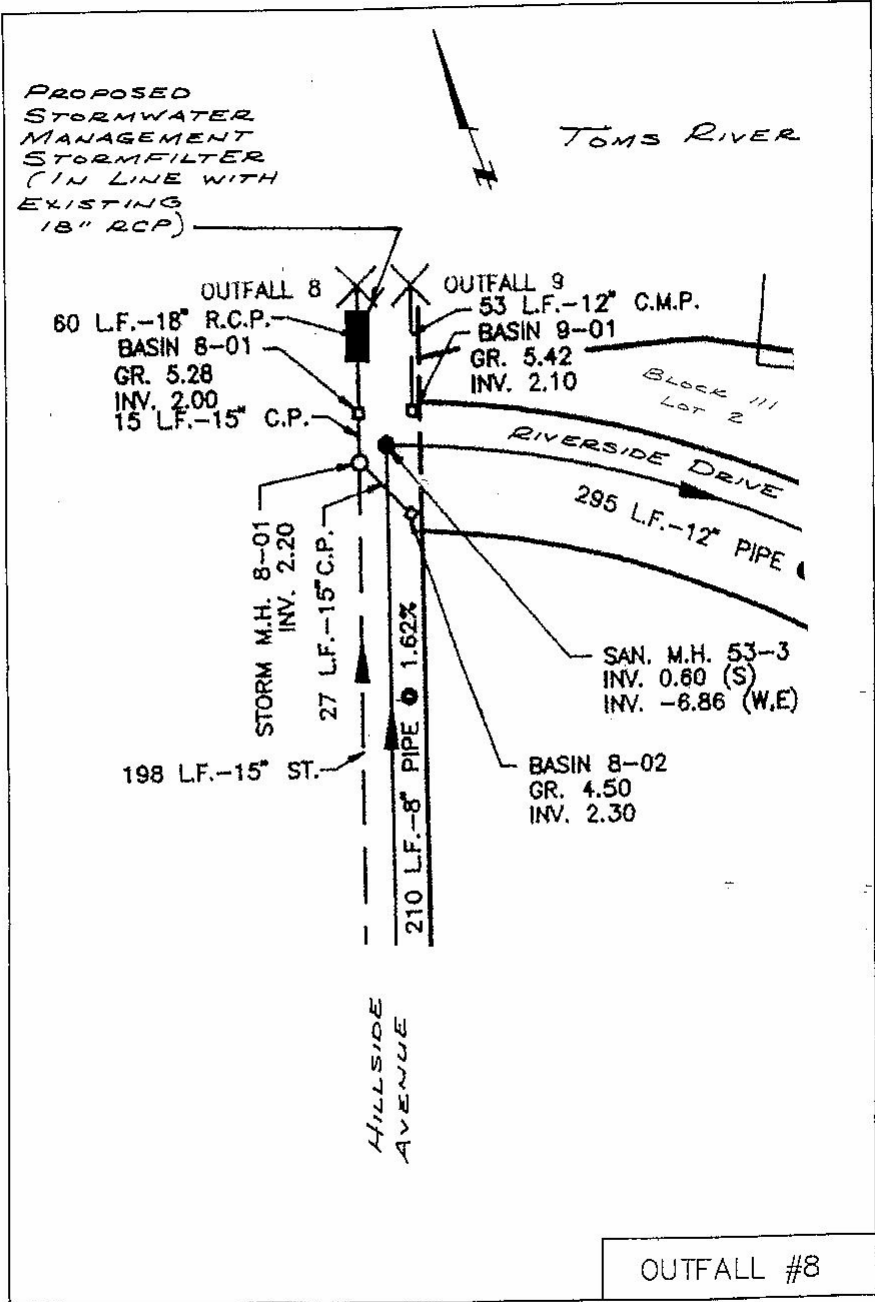 PROPOSED
STORMWATER
MANAGEMENT
STORMFILTER
(IN LINE WITH
EXISTING
18" RCP)
TOMS RIVER
OUTFALL 8
60 L.F.-18" R.C.P.
BASIN 8-01
GR. 5.28
INV. 2.00
15 L.F.-15" C.P.
OUTFALL 9
53 L.F.-12" C.M.P.
BASIN 9-01
GR. 5.42
INV. 2.10
BLOCK 111
LOT 2
RIVERSIDE DRIVE
295 L.F.-12" PIPE
STORM M.H. 8-01
INV. 2.20
27 L.F.-15" C.P.
SAN. M.H. 53-3
INV. 0.60 (S)
INV. -6.86 (W,E)
198 L.F.-15" ST.
210 L.F.-8" PIPE @ 1.62%
BASIN 8-02
GR. 4.50
INV. 2.30
HILLSIDE
AVENUE
OUTFALL #8